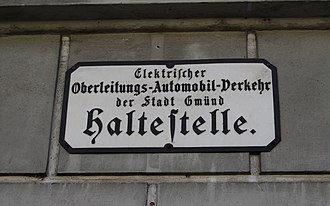 Elektriſcher
Oberleitungs-Automobil-Verkehr
der Stadt Gmünd
Halteſtelle.